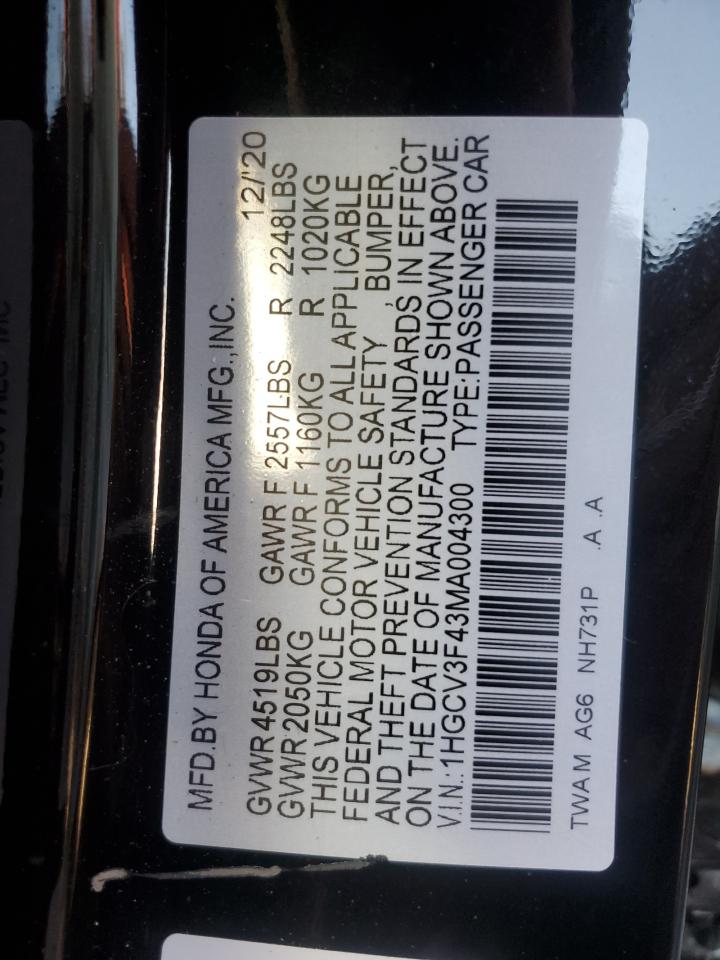 MFD.BY HONDA OF AMERICA MFG.,INC.
GVWR 4519LBS GAWR F 2557LBS R 2248LBS 12/'20
GVWR 2050KG GAWR F 1160KG R 1020KG
THIS VEHICLE CONFORMS TO ALL APPLICABLE
FEDERAL MOTOR VEHICLE SAFETY , BUMPER,
AND THEFT PREVENTION STANDARDS IN EFFECT
ON THE DATE OF MANUFACTURE SHOWN ABOVE.
V.I.N.: 1HGCV3F43MA004300 TYPE:PASSENGER CAR
TWAM AG6 NH731P .A .A